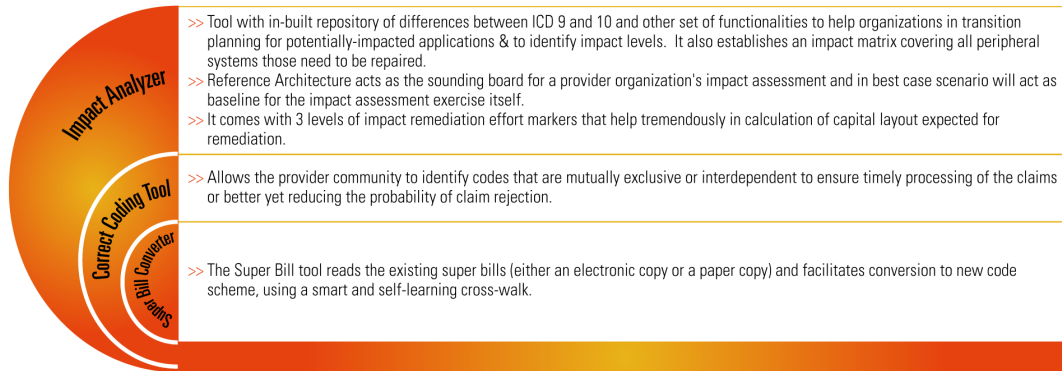 Impact Analyzer
>> Tool with in-built repository of differences between ICD 9 and 10 and other set of functionalities to help organizations in transition
planning for potentially-impacted applications & to identify impact levels. It also establishes an impact matrix covering all peripheral
systems those need to be repaired.
>> Reference Architecture acts as the sounding board for a provider organization's impact assessment and in best case scenario will act as
baseline for the impact assessment exercise itself.
>> It comes with 3 levels of impact remediation effort markers that help tremendously in calculation of capital layout expected for
remediation.
Correct Coding Tool
>> Allows the provider community to identify codes that are mutually exclusive or interdependent to ensure timely processing of the claims
or better yet reducing the probability of claim rejection.
Super Bill Converter
>> The Super Bill tool reads the existing super bills (either an electronic copy or a paper copy) and facilitates conversion to new code
scheme, using a smart and self-learning cross-walk.